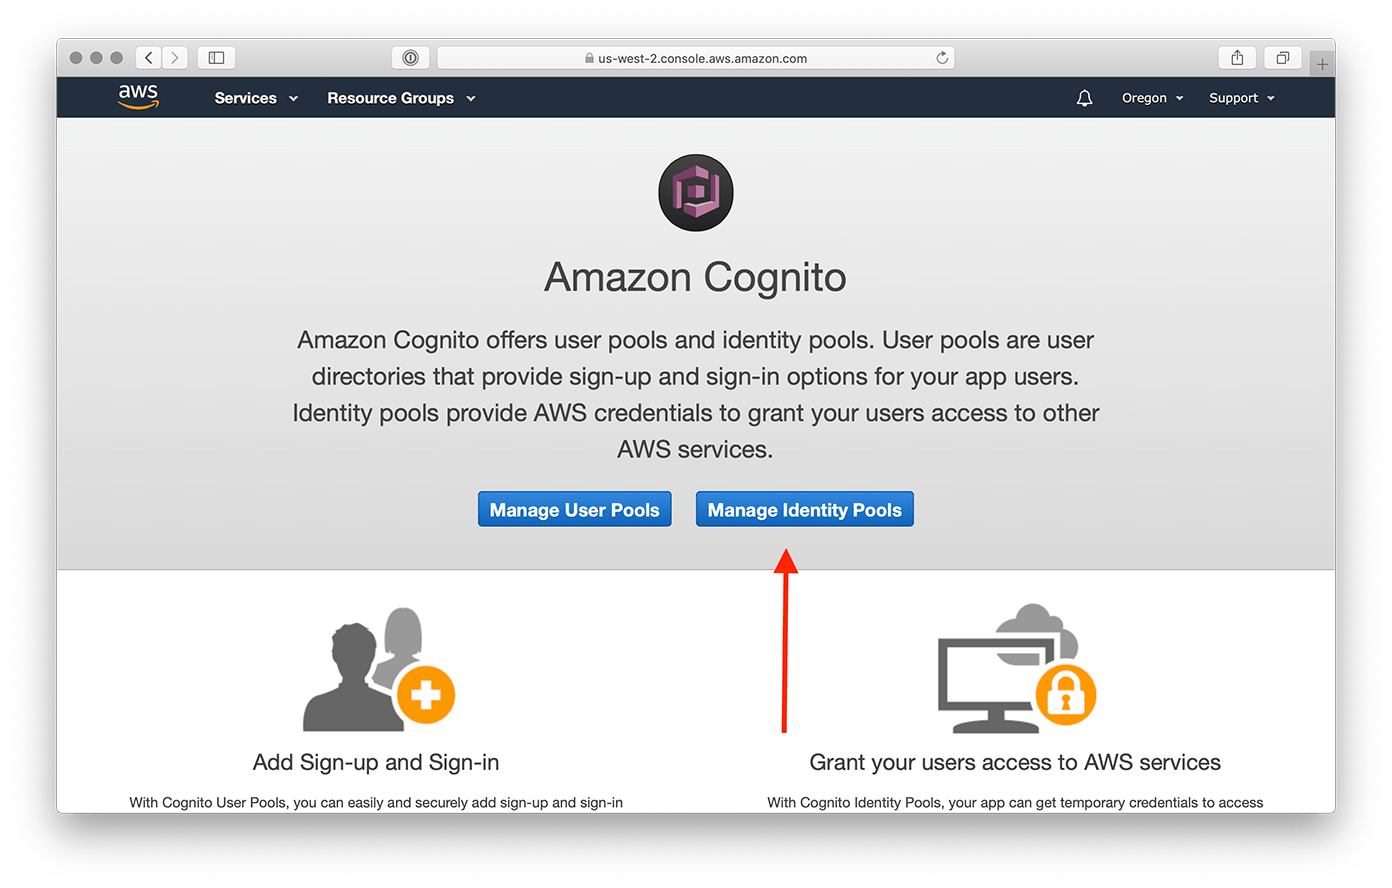 us-west-2.console.aws.amazon.com
aws Services Resource Groups Oregon Support
Amazon Cognito
Amazon Cognito offers user pools and identity pools. User pools are user
directories that provide sign-up and sign-in options for your app users.
Identity pools provide AWS credentials to grant your users access to other
AWS services.
Manage User Pools Manage Identity Pools
Add Sign-up and Sign-in
With Cognito User Pools, you can easily and securely add sign-up and sign-in
Grant your users access to AWS services
With Cognito Identity Pools, your app can get temporary credentials to access